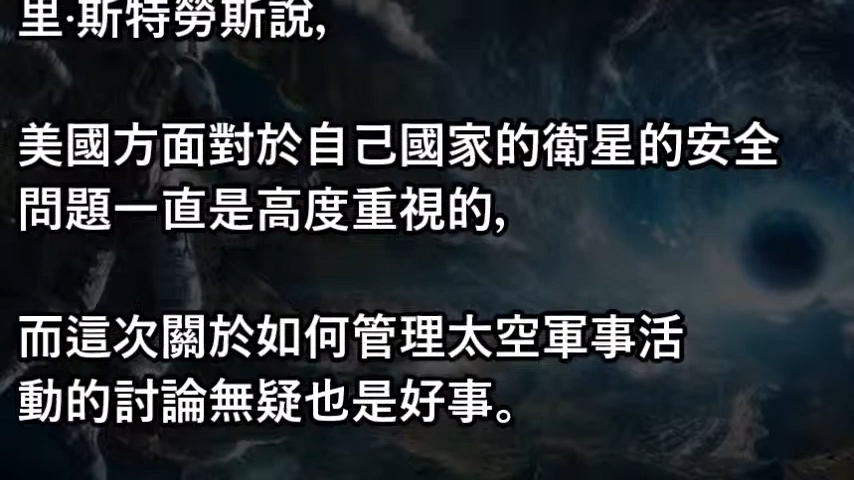 里·斯特勞斯說,
美國方面對於自己國家的衛星的安全
問題一直是高度重視的,
而這次關於如何管理太空軍事活
動的討論無疑也是好事。